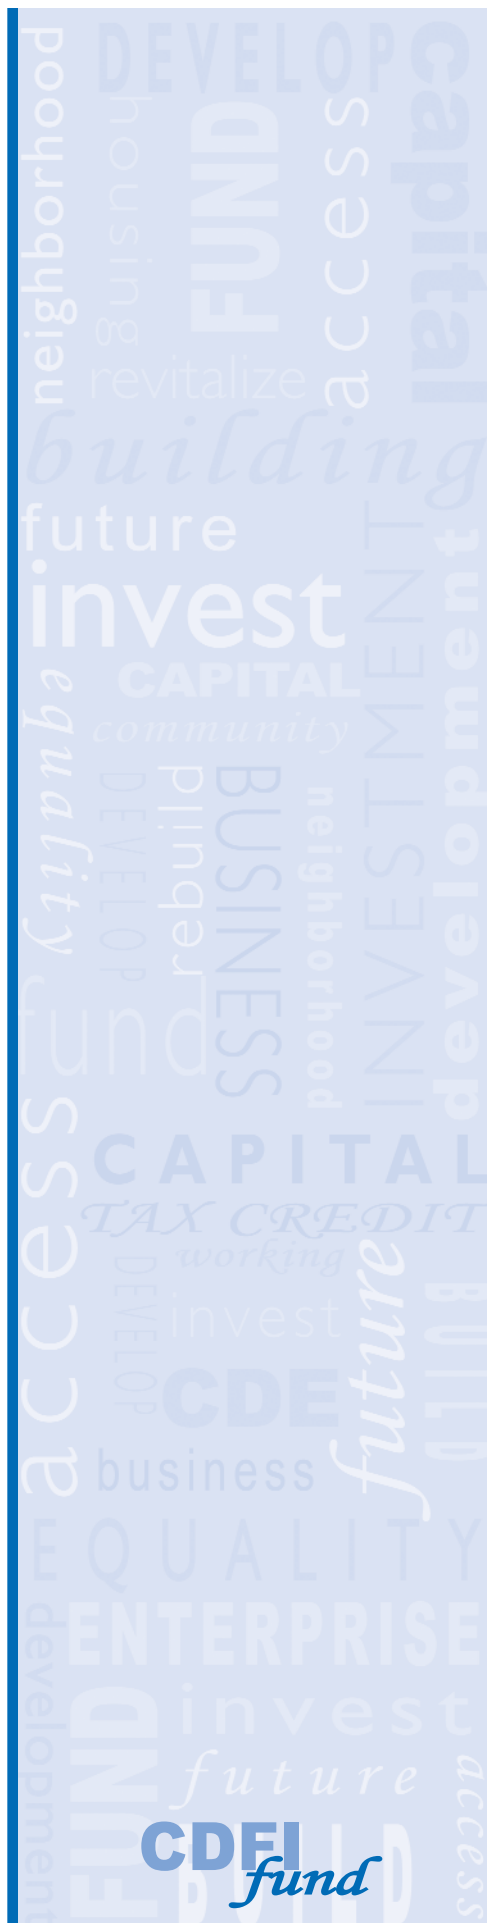 DEVELOP
capital
neighborhood
housing
FUND
access
revitalize
building
future
INVESTMENT
development
invest
CAPITAL
equality
community
DEVELOP
rebuild
BUSINESS
neighborhood
fund
access
CAPITAL
TAX CREDIT
working
future
DEVELOP
invest
BUILD
CDE
business
EQUALITY
development
ENTERPRISE
FUND
invest
future
access
BUILD
CDFI
fund